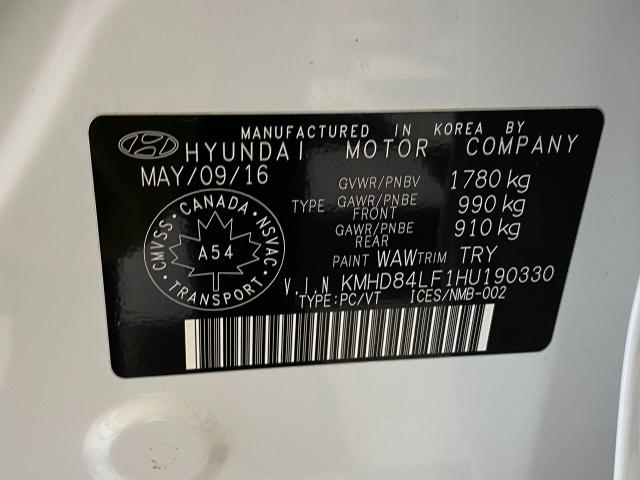 MANUFACTURED IN KOREA BY
HYUNDAI MOTOR COMPANY
MAY/09/16
GVWR/PNBV 1780 kg
TYPE GAWR/PNBE FRONT 990 kg
GAWR/PNBE REAR 910 kg
PAINT WAW TRIM TRY
V.I.N KMHD84LF1HU190330
TYPE:PC/VT ICES/NMB-002
CMVSS • CANADA • NSVAC
A54
TRANSPORT